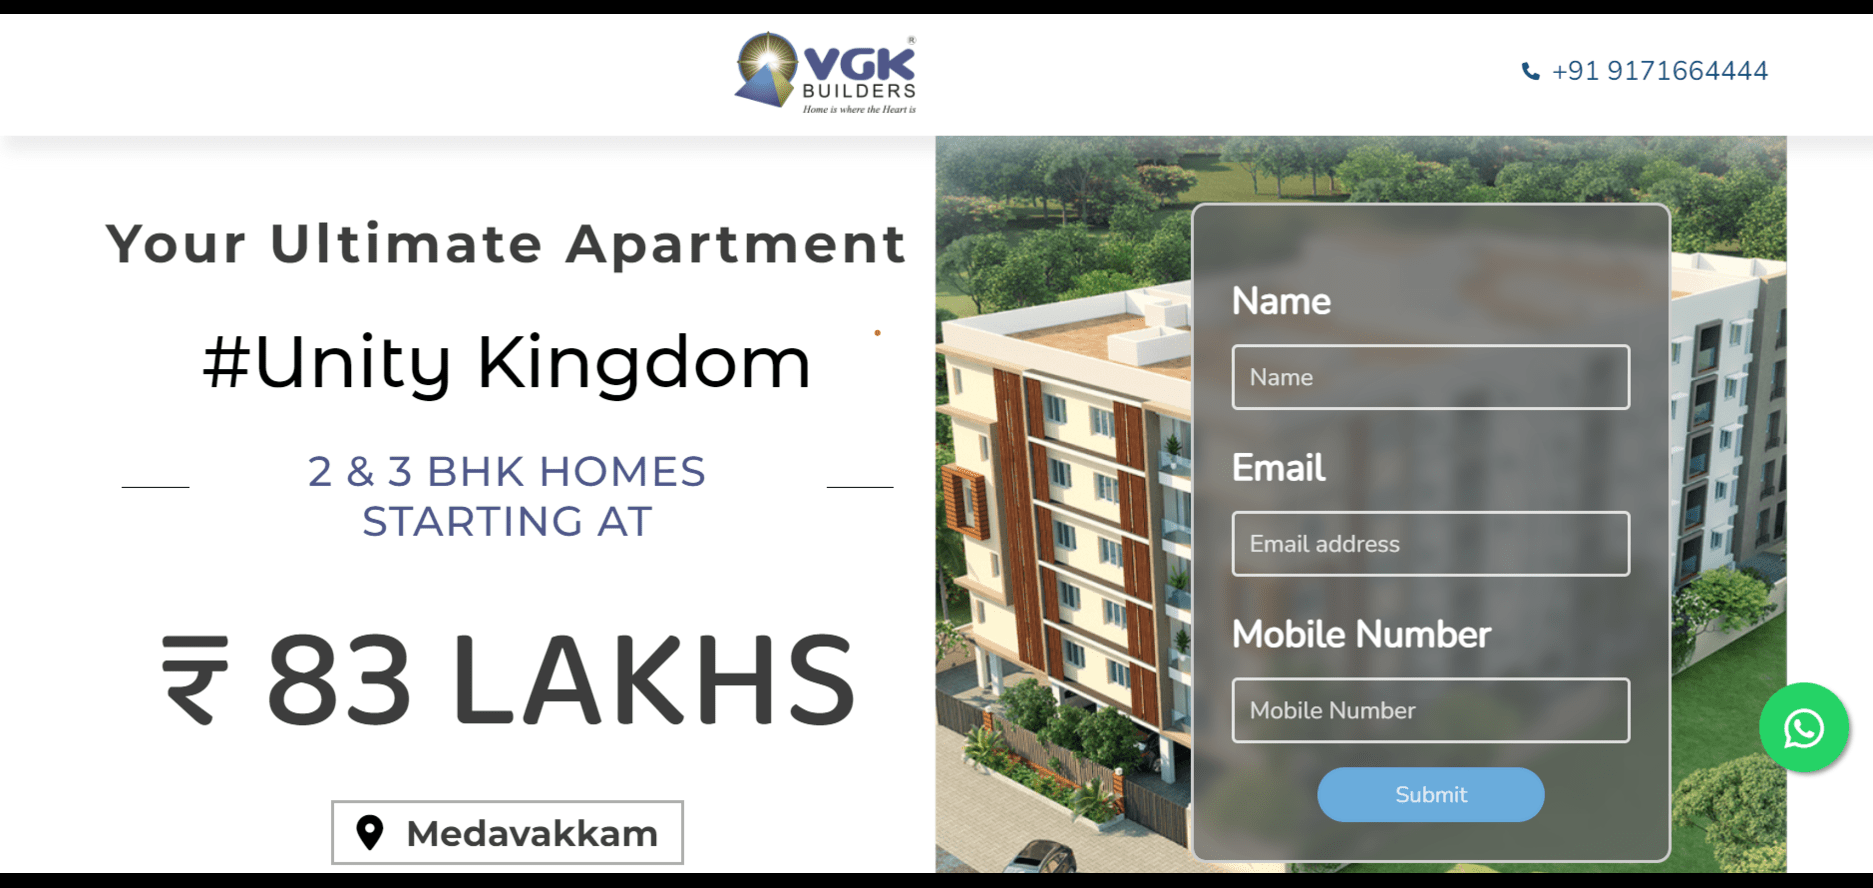 VGK®
BUILDERS
Home is where the Heart is
+91 9171664444
Your Ultimate Apartment
#Unity Kingdom
2 & 3 BHK HOMES
STARTING AT
₹ 83 LAKHS
Medavakkam
Name
Name
Email
Email address
Mobile Number
Mobile Number
Submit